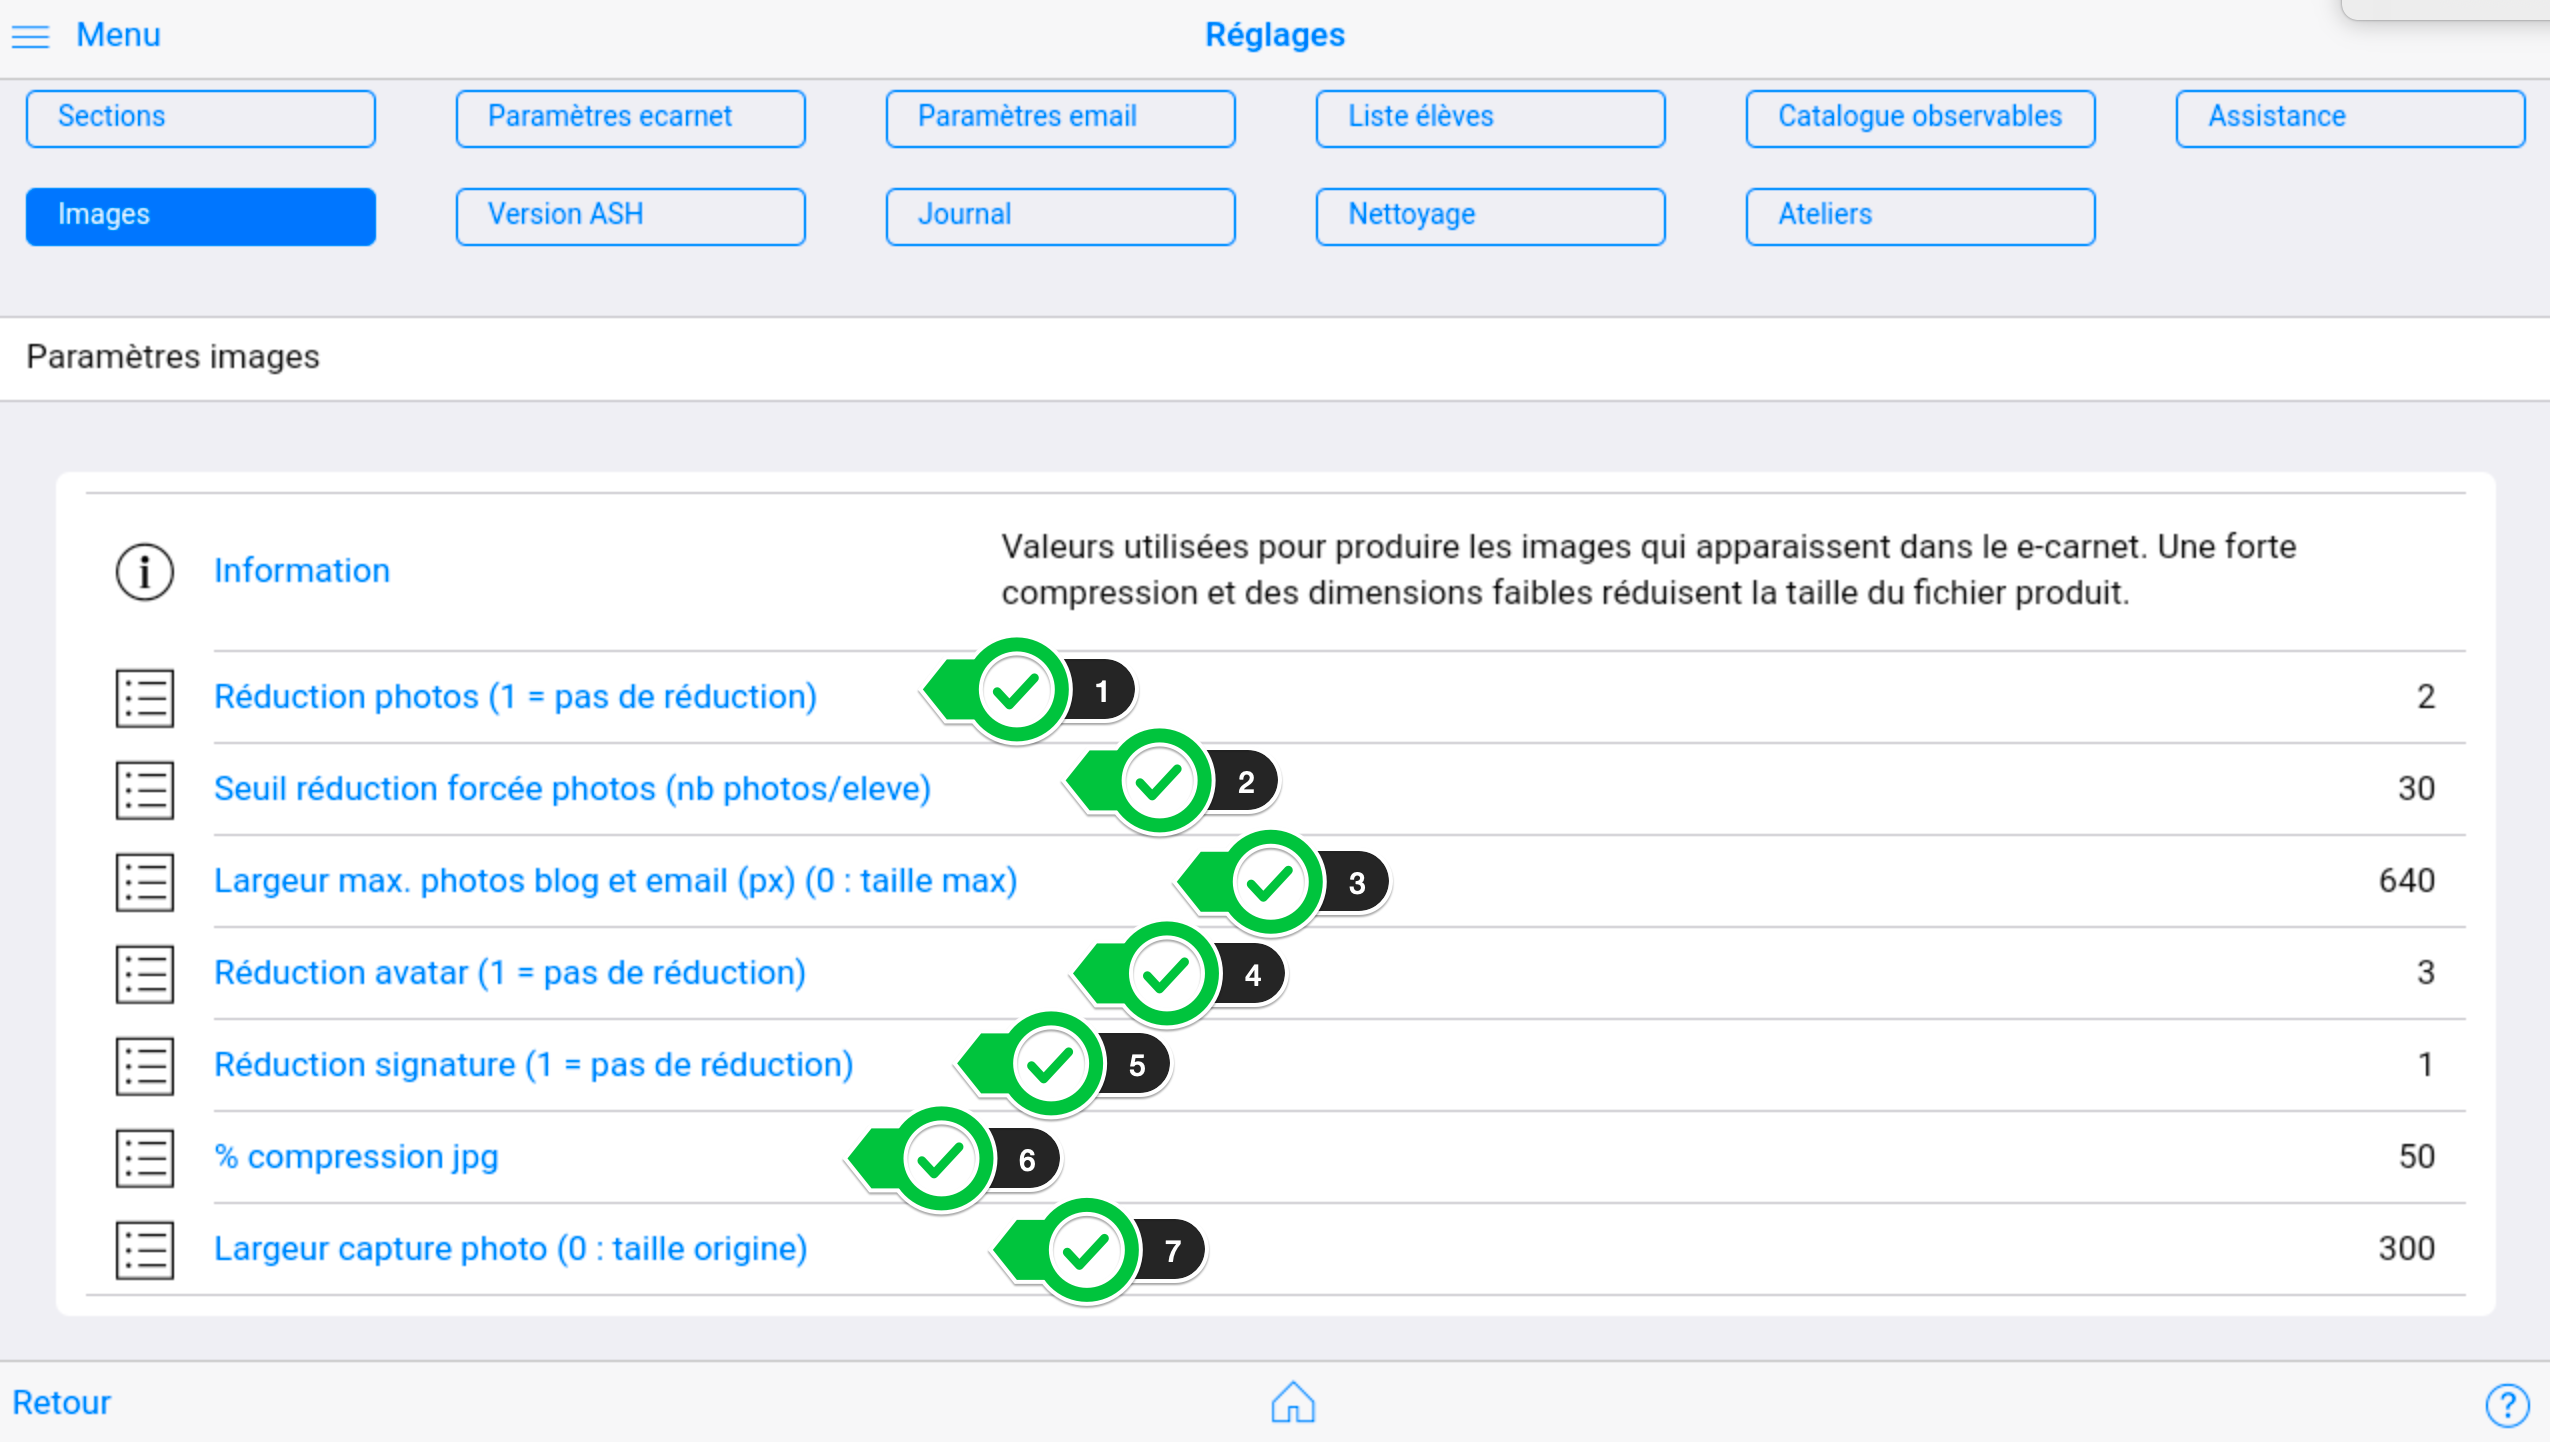 Menu
Réglages
Sections
Paramètres ecarnet
Paramètres email
Liste élèves
Catalogue observables
Assistance
Images
Version ASH
Journal
Nettoyage
Ateliers
Paramètres images
Information
Valeurs utilisées pour produire les images qui apparaissent dans le e-carnet. Une forte
compression et des dimensions faibles réduisent la taille du fichier produit.
Réduction photos (1 = pas de réduction) 1 2
Seuil réduction forcée photos (nb photos/eleve) 2 30
Largeur max. photos blog et email (px) (0 : taille max) 3 640
Réduction avatar (1 = pas de réduction) 4 3
Réduction signature (1 = pas de réduction) 5 1
% compression jpg 6 50
Largeur capture photo (0 : taille origine) 7 300
Retour
?